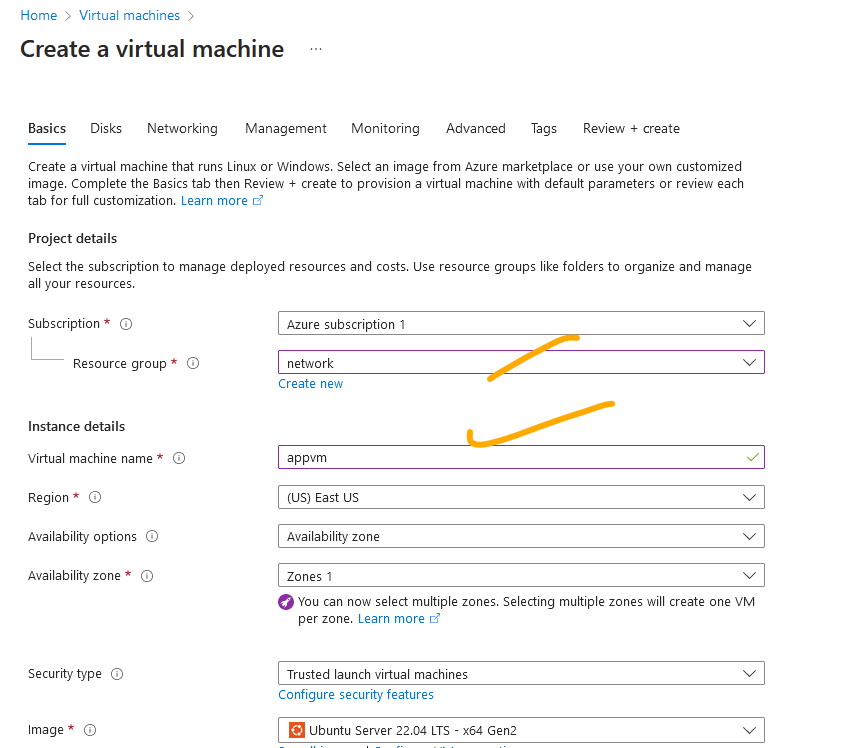 Home > Virtual machines >
Create a virtual machine ...
Basics Disks Networking Management Monitoring Advanced Tags Review + create
Create a virtual machine that runs Linux or Windows. Select an image from Azure marketplace or use your own customized
image. Complete the Basics tab then Review + create to provision a virtual machine with default parameters or review each
tab for full customization. Learn more
Project details
Select the subscription to manage deployed resources and costs. Use resource groups like folders to organize and manage
all your resources.
Subscription * Azure subscription 1
Resource group * network
Create new
Instance details
Virtual machine name * appvm
Region * (US) East US
Availability options Availability zone
Availability zone * Zones 1
You can now select multiple zones. Selecting multiple zones will create one VM
per zone. Learn more
Security type Trusted launch virtual machines
Configure security features
Image * Ubuntu Server 22.04 LTS - x64 Gen2